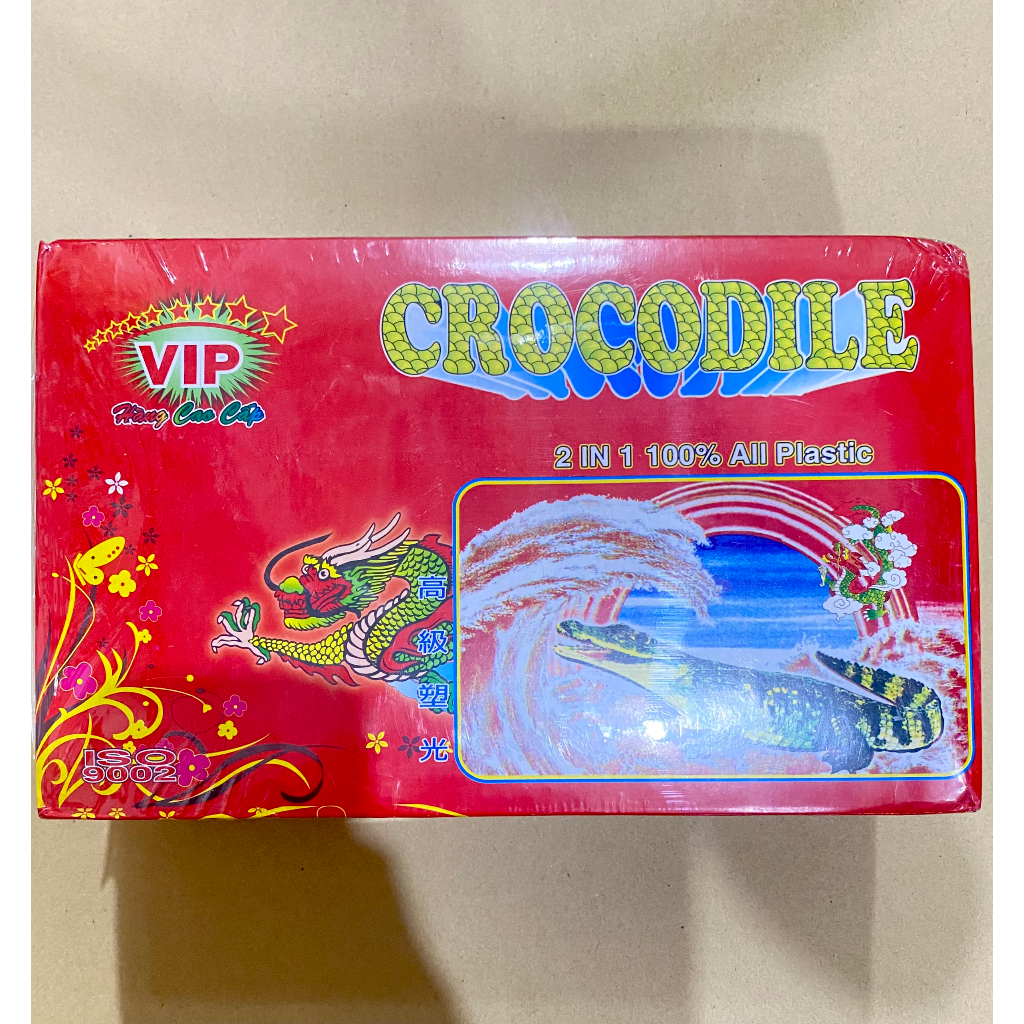 VIP
Hàng Cao Cấp
CROCODILE
2 IN 1 100% All Plastic
高級塑光
ISO
9002